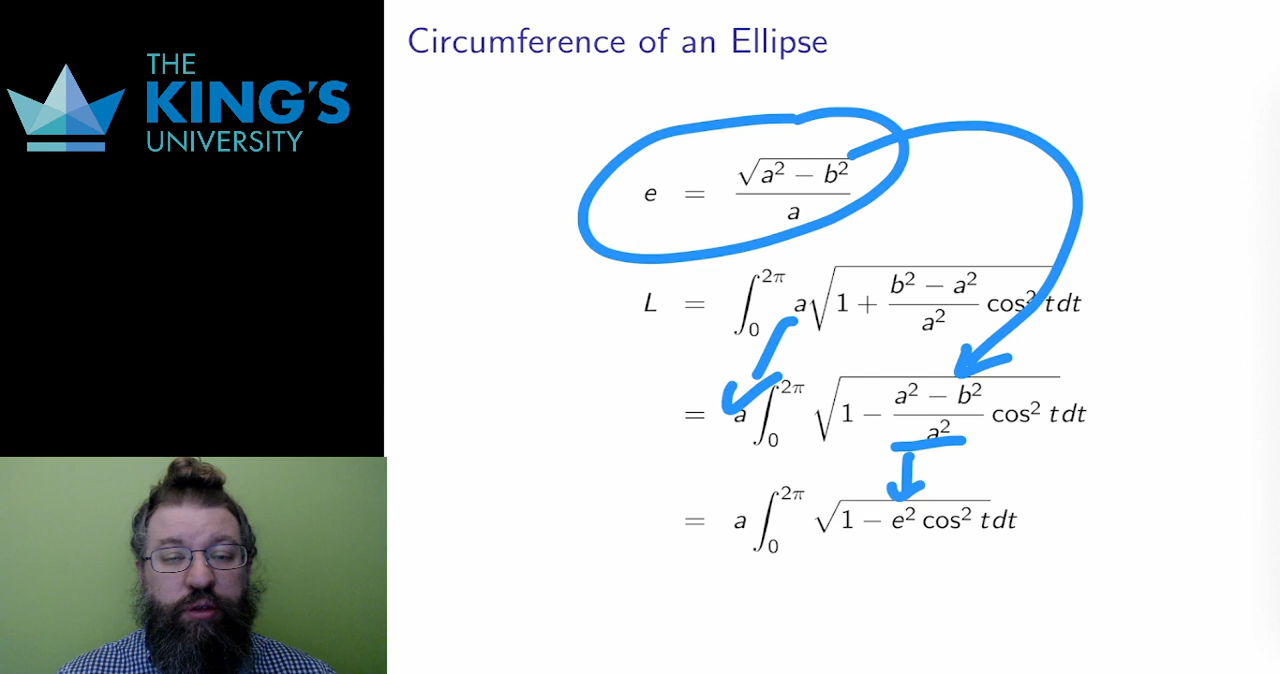 THE
KING'S
UNIVERSITY
Circumference of an Ellipse
e = √(a² − b²) / a
L = ∫₀^{2π} a√(1 + (b² − a²)/a² cos² t) dt
= a ∫₀^{2π} √(1 − (a² − b²)/a² cos² t) dt
= a ∫₀^{2π} √(1 − e² cos² t) dt